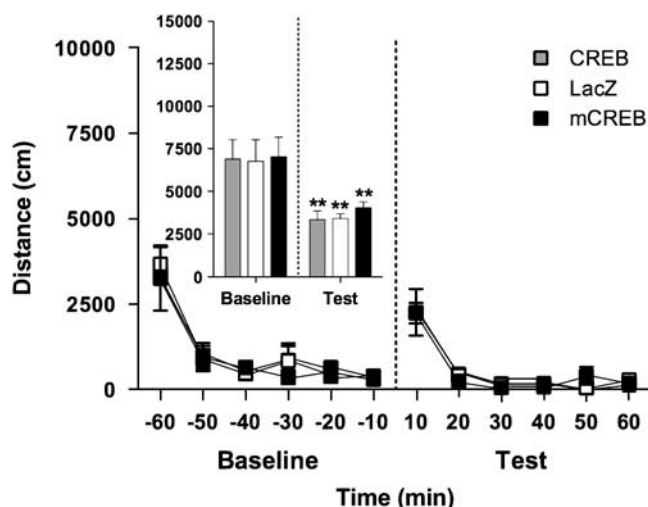 15000
12500
10000
7500
5000
2500
0
** ** **
Baseline Test
CREB
LacZ
mCREB
Distance (cm)
10000
7500
5000
2500
0
-60 -50 -40 -30 -20 -10 10 20 30 40 50 60
Baseline Test
Time (min)